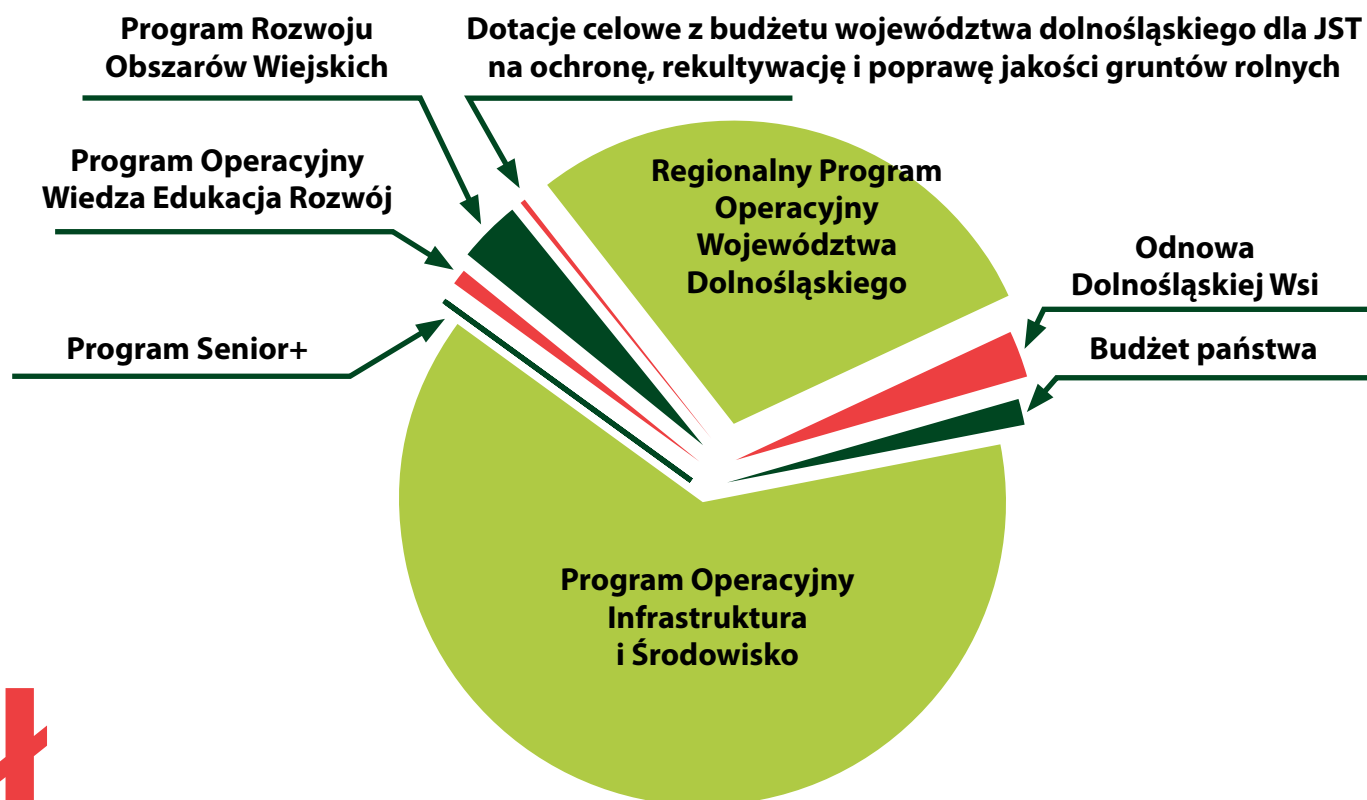 Program Rozwoju
Obszarów Wiejskich
Dotacje celowe z budżetu województwa dolnośląskiego dla JST
na ochronę, rekultywację i poprawę jakości gruntów rolnych
Program Operacyjny
Wiedza Edukacja Rozwój
Regionalny Program
Operacyjny
Województwa
Dolnośląskiego
Odnowa
Dolnośląskiej Wsi
Program Senior+
Budżet państwa
Program Operacyjny
Infrastruktura
i Środowisko
ł